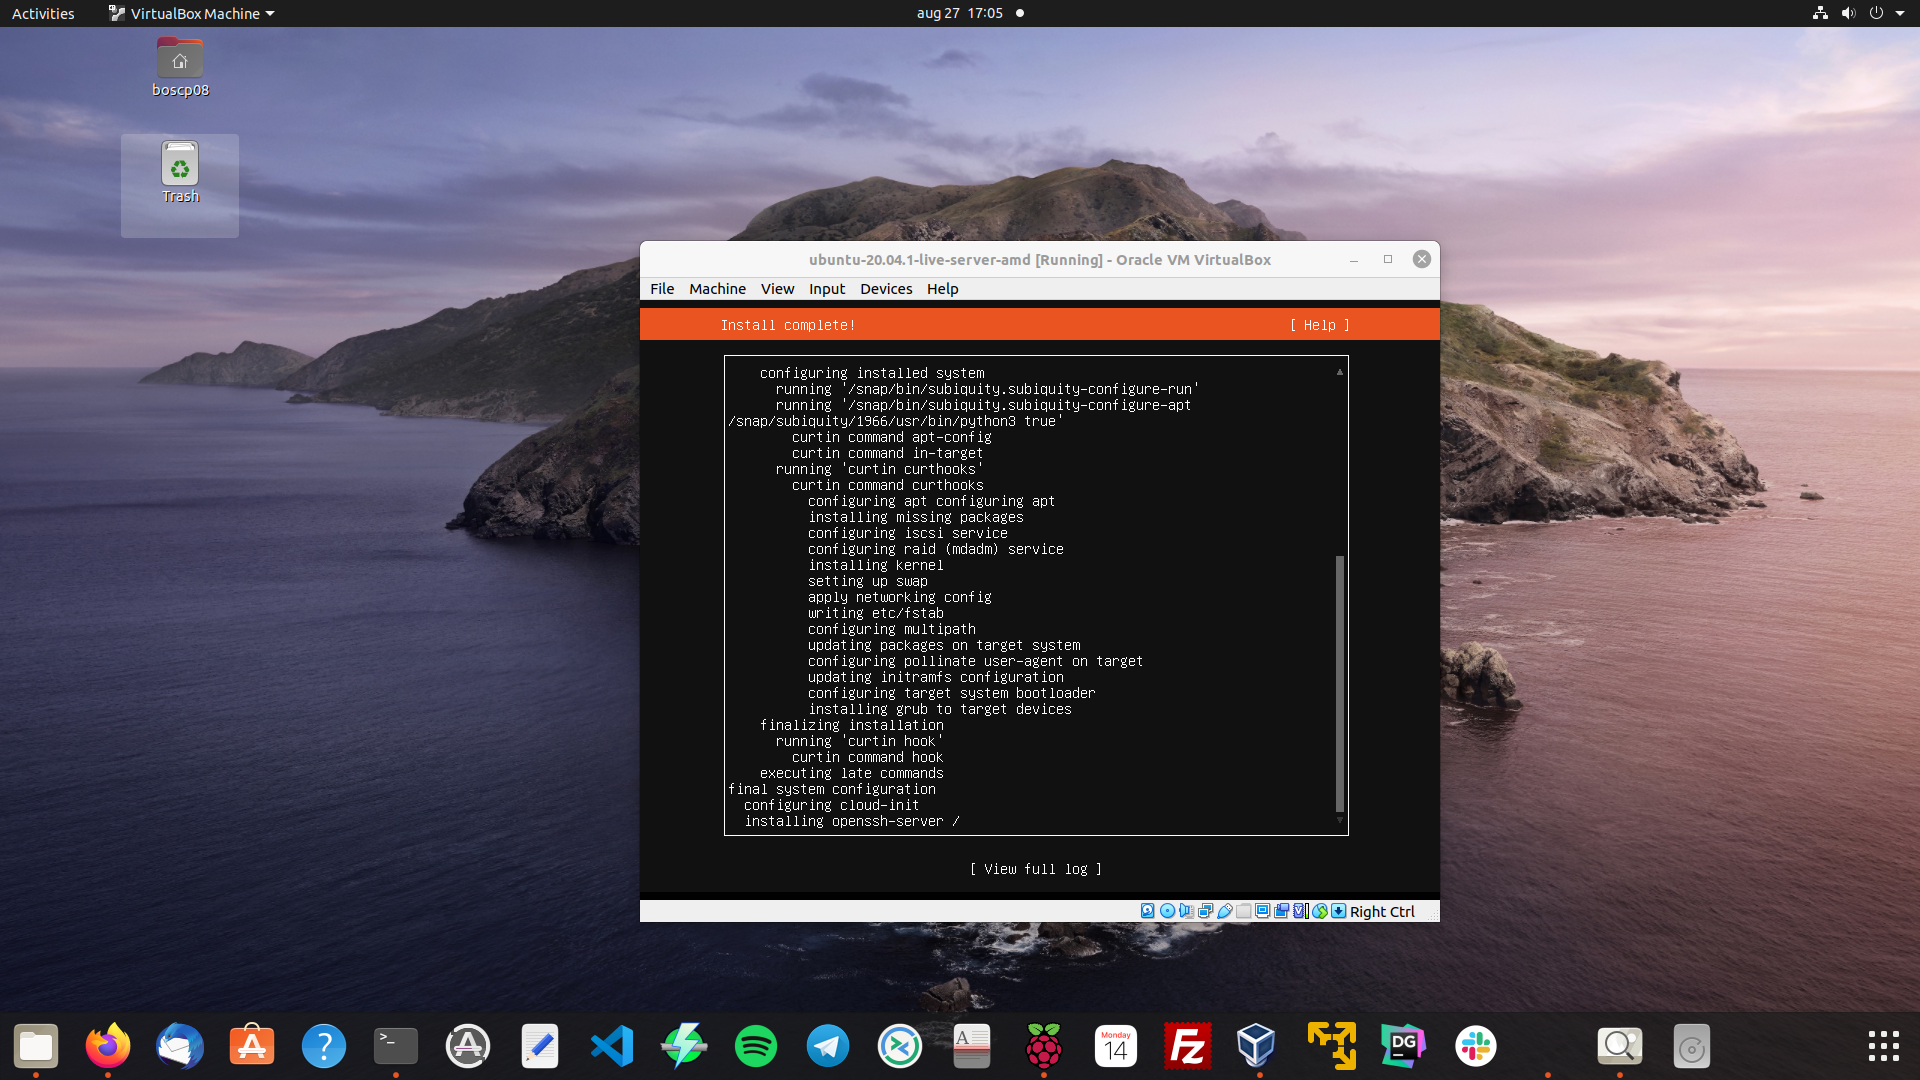 Activities
VirtualBox Machine
aug 27 17:05
boscp08
Trash
ubuntu-20.04.1-live-server-amd [Running] - Oracle VM VirtualBox
File Machine View Input Devices Help
Install complete! [ Help ]
configuring installed system
running '/snap/bin/subiquity.subiquity-configure-run'
running '/snap/bin/subiquity.subiquity-configure-apt
/snap/subiquity/1966/usr/bin/python3 true'
curtin command apt-config
curtin command in-target
running 'curtin curthooks'
curtin command curthooks
configuring apt configuring apt
installing missing packages
configuring iscsi service
configuring raid (mdadm) service
installing kernel
setting up swap
apply networking config
writing etc/fstab
configuring multipath
updating packages on target system
configuring pollinate user-agent on target
updating initramfs configuration
configuring target system bootloader
installing grub to target devices
finalizing installation
running 'curtin hook'
curtin command hook
executing late commands
final system configuration
configuring cloud-init
installing openssh-server /
[ View full log ]
Right Ctrl
>_
?
A
A
Monday
14
Fz
DG